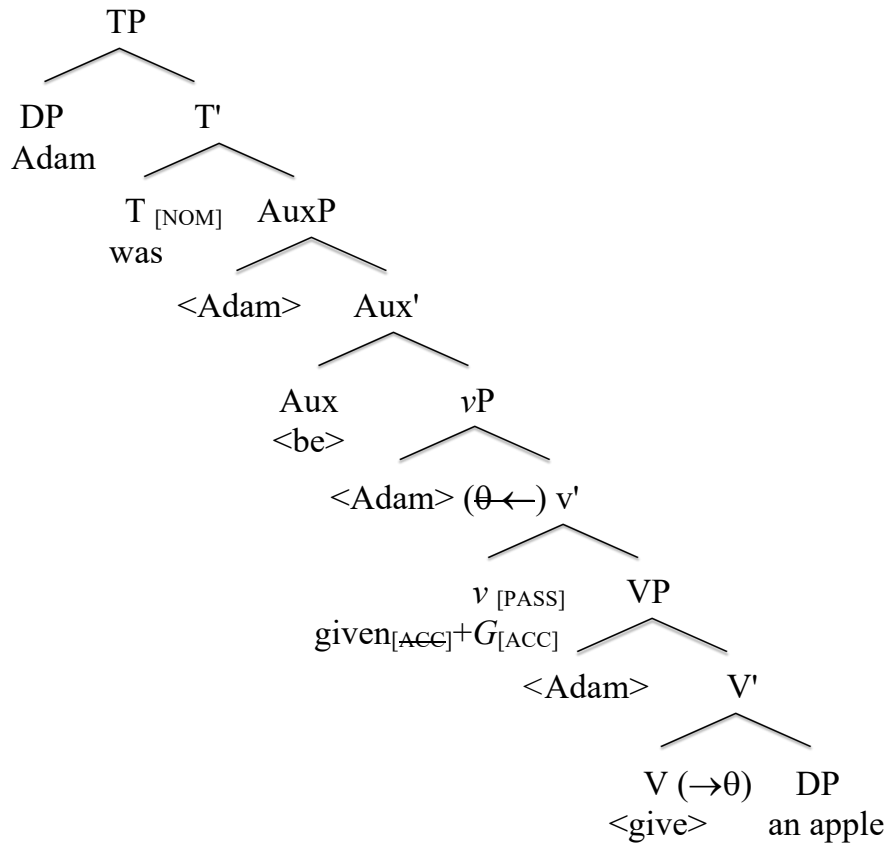 TP
DP T'
Adam
T [NOM] AuxP
was
<Adam> Aux'
Aux vP
<be>
<Adam> (θ ←) v'
v [PASS] VP
given[ACC]+G[ACC]
<Adam> V'
V (→θ) DP
<give> an apple